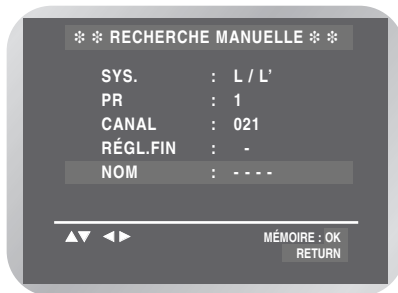 ❇ ❇ RECHERCHE MANUELLE ❇ ❇
SYS. : L / L’
PR : 1
CANAL : 021
RÉGL.FIN : -
NOM : - - - -
▲▼ ◄► MÉMOIRE : OK
RETURN